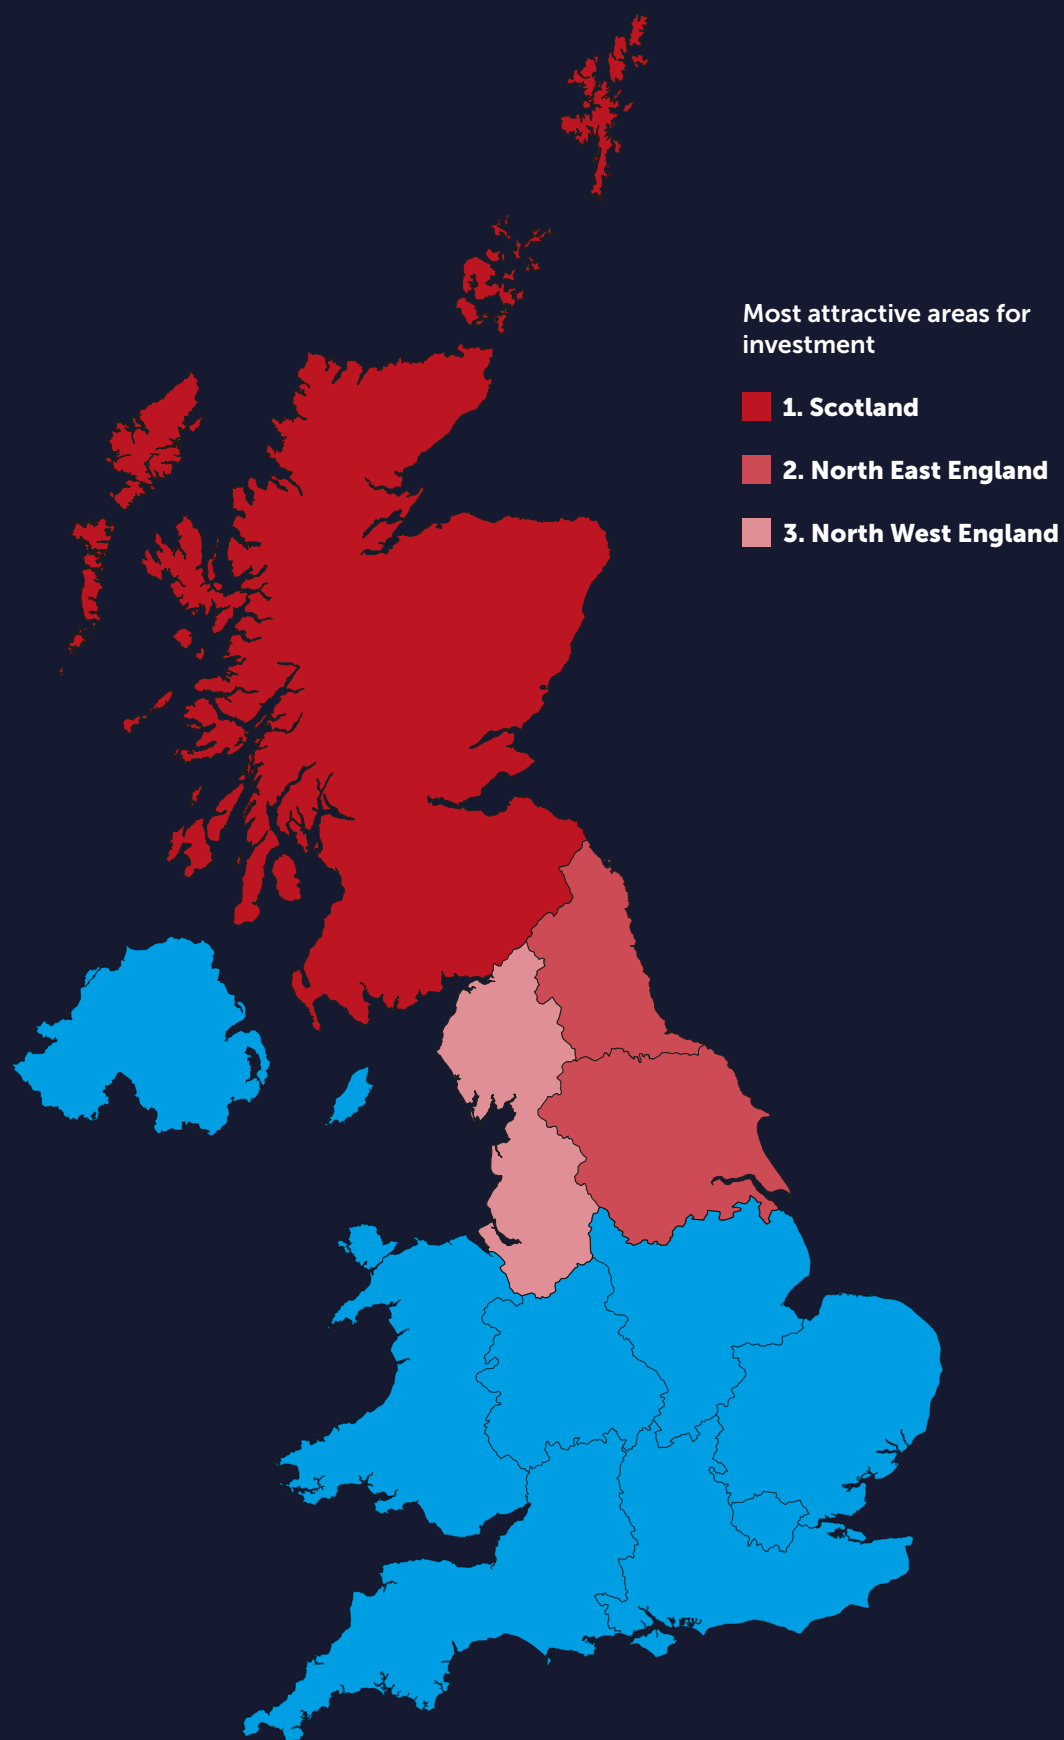 Most attractive areas for
investment
1. Scotland
2. North East England
3. North West England